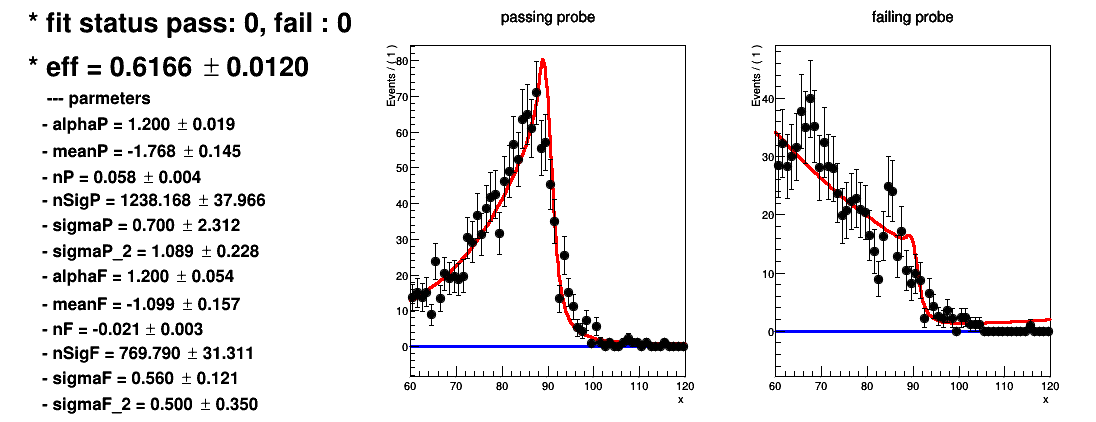 * fit status pass: 0, fail : 0
* eff = 0.6166 ± 0.0120
--- parmeters
- alphaP = 1.200 ± 0.019
- meanP = -1.768 ± 0.145
- nP = 0.058 ± 0.004
- nSigP = 1238.168 ± 37.966
- sigmaP = 0.700 ± 2.312
- sigmaP_2 = 1.089 ± 0.228
- alphaF = 1.200 ± 0.054
- meanF = -1.099 ± 0.157
- nF = -0.021 ± 0.003
- nSigF = 769.790 ± 31.311
- sigmaF = 0.560 ± 0.121
- sigmaF_2 = 0.500 ± 0.350
passing probe
Events / ( 1 )
80
70
60
50
40
30
20
10
0
60 70 80 90 100 110 120
x
failing probe
Events / ( 1 )
40
30
20
10
0
60 70 80 90 100 110 120
x